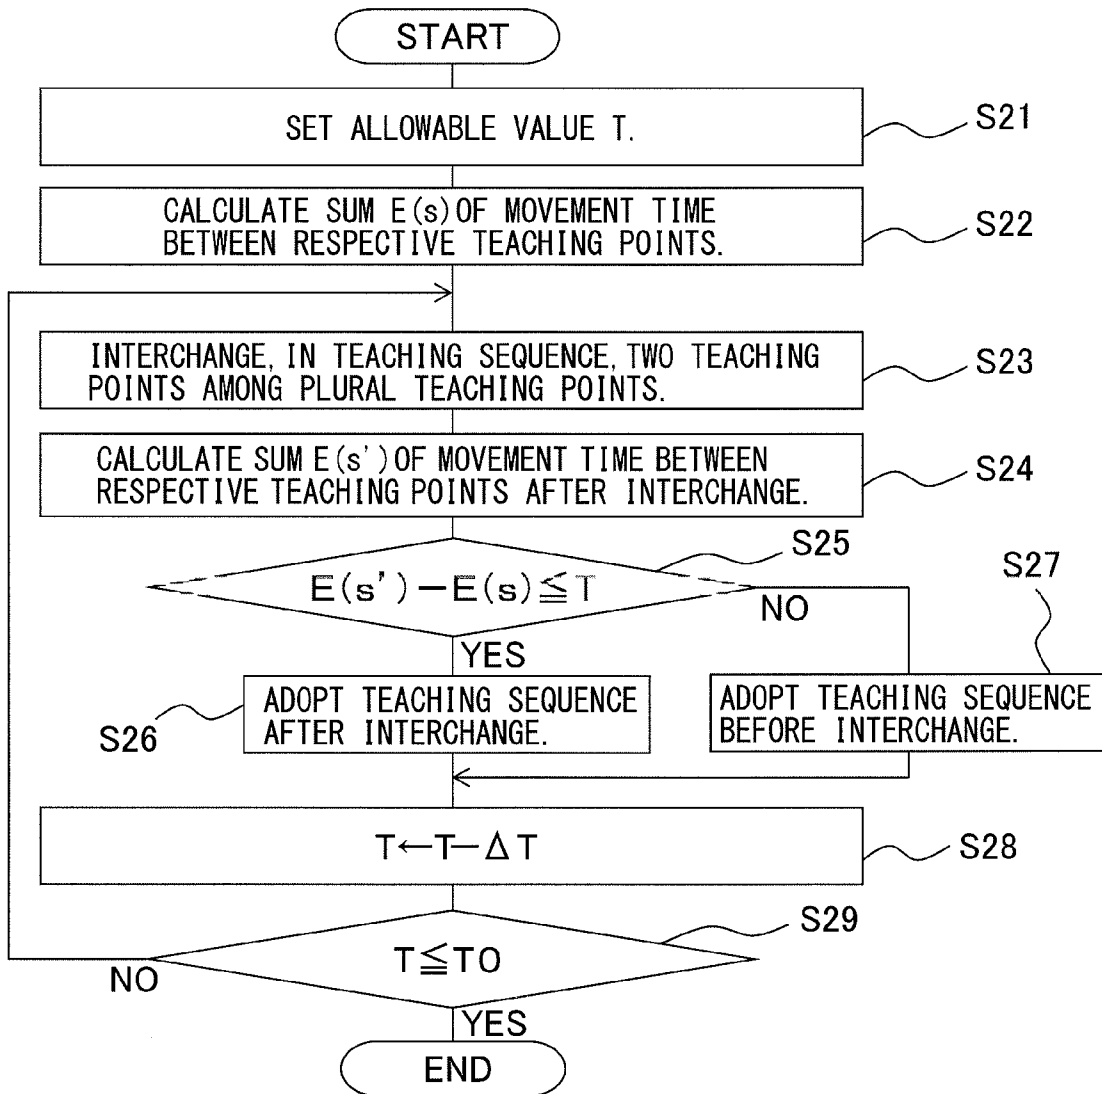 START
SET ALLOWABLE VALUE T.
S21
CALCULATE SUM E(s) OF MOVEMENT TIME
BETWEEN RESPECTIVE TEACHING POINTS.
S22
INTERCHANGE, IN TEACHING SEQUENCE, TWO TEACHING
POINTS AMONG PLURAL TEACHING POINTS.
S23
CALCULATE SUM E(s') OF MOVEMENT TIME BETWEEN
RESPECTIVE TEACHING POINTS AFTER INTERCHANGE.
S24
S25
E(s')-E(s)≦T
NO
YES
S27
ADOPT TEACHING SEQUENCE
AFTER INTERCHANGE.
S26
ADOPT TEACHING SEQUENCE
BEFORE INTERCHANGE.
T←T-ΔT
S28
S29
T≦T0
NO
YES
END